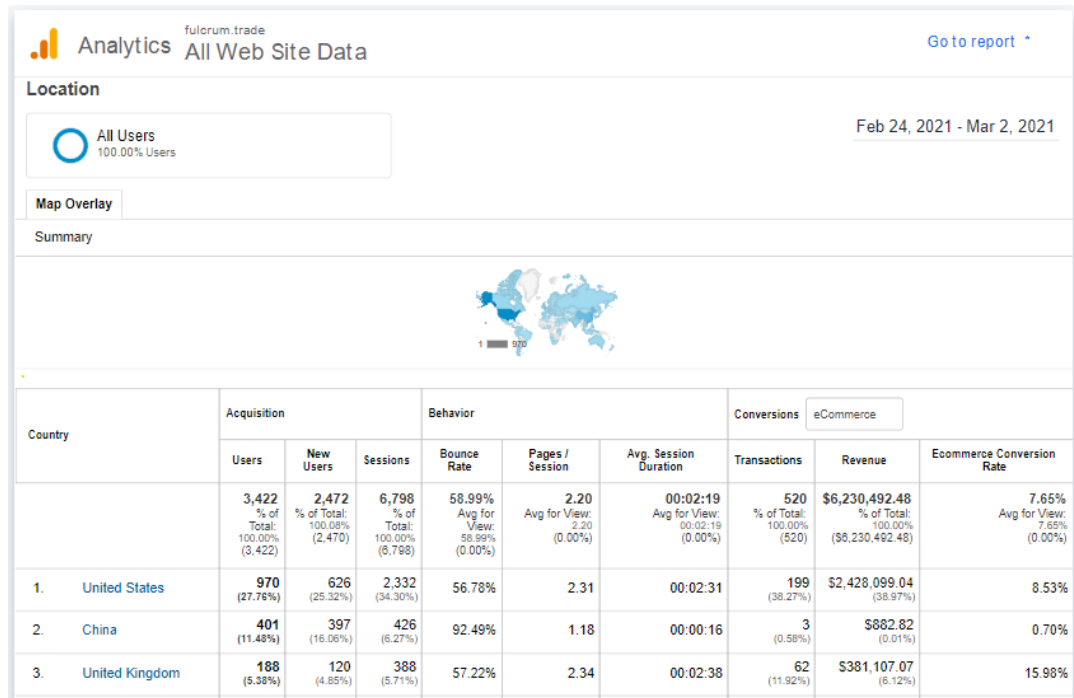 fulcrum.trade
Analytics All Web Site Data
Go to report
Location
All Users
100.00% Users
Feb 24, 2021 - Mar 2, 2021
Map Overlay
Summary
1 970
Country
Acquisition
Behavior
Conversions eCommerce
Users
New
Users
Sessions
Bounce
Rate
Pages /
Session
Avg. Session
Duration
Transactions
Revenue
Ecommerce Conversion
Rate
3,422
% of
Total:
100.00%
(3,422)
2,472
% of Total:
100.08%
(2,470)
6,798
% of
Total:
100.00%
(6,798)
58.99%
Avg for
View:
58.99%
(0.00%)
2.20
Avg for View:
2.20
(0.00%)
00:02:19
Avg for View:
00:02:19
(0.00%)
520
% of Total:
100.00%
(520)
$6,230,492.48
% of Total:
100.00%
($6,230,492.48)
7.65%
Avg for View:
7.65%
(0.00%)
1. United States
970
(27.76%)
626
(25.32%)
2,332
(34.30%)
56.78%
2.31
00:02:31
199
(38.27%)
$2,428,099.04
(38.97%)
8.53%
2. China
401
(11.48%)
397
(16.06%)
426
(6.27%)
92.49%
1.18
00:00:16
3
(0.58%)
$882.82
(0.01%)
0.70%
3. United Kingdom
188
(5.38%)
120
(4.85%)
388
(5.71%)
57.22%
2.34
00:02:38
62
(11.92%)
$381,107.07
(6.12%)
15.98%